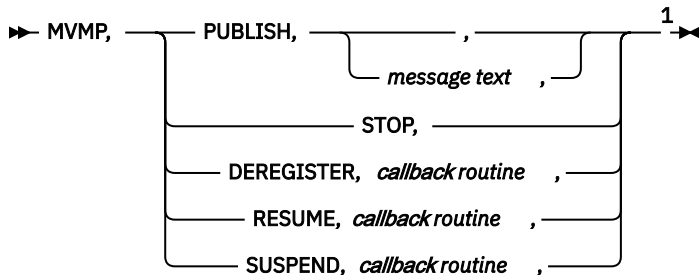 1
MVMP, PUBLISH, ,
message text ,
STOP,
DEREGISTER, callback routine ,
RESUME, callback routine ,
SUSPEND, callback routine ,